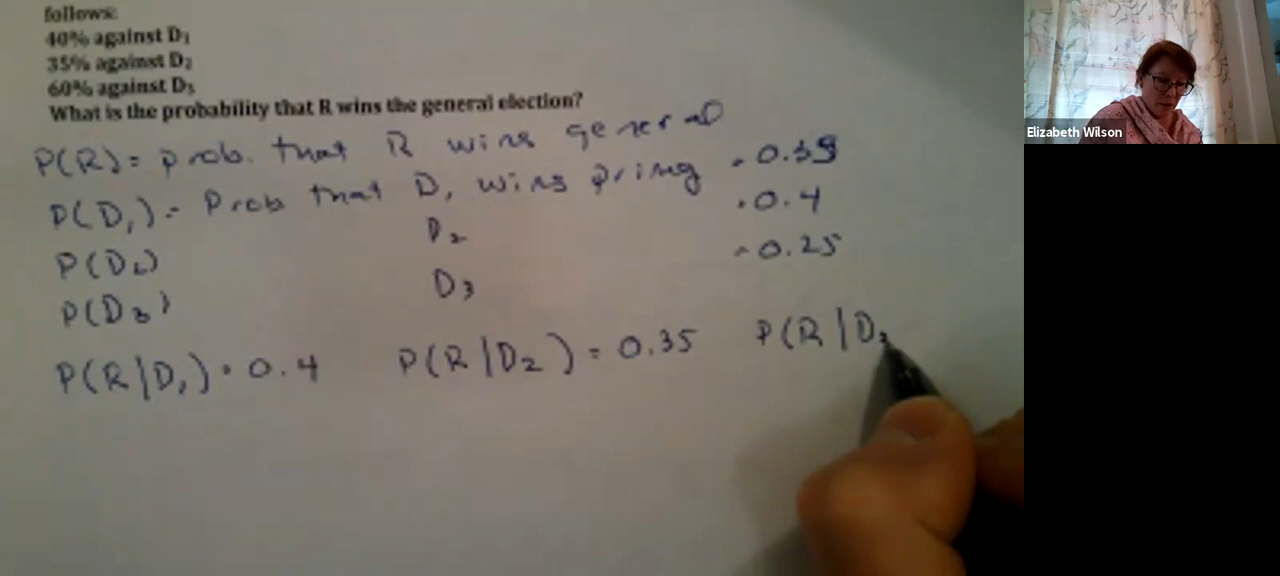 follows:
40% against D₁
35% against D₂
60% against D₃
What is the probability that R wins the general election?
P(R) = prob. that R wins general
P(D₁) = Prob that D₁ wins = 0.35
P(D₂) D₂ = 0.4
P(D₃) D₃ = 0.25
P(R|D₁) = 0.4 P(R|D₂) = 0.35 P(R|D
Elizabeth Wilson